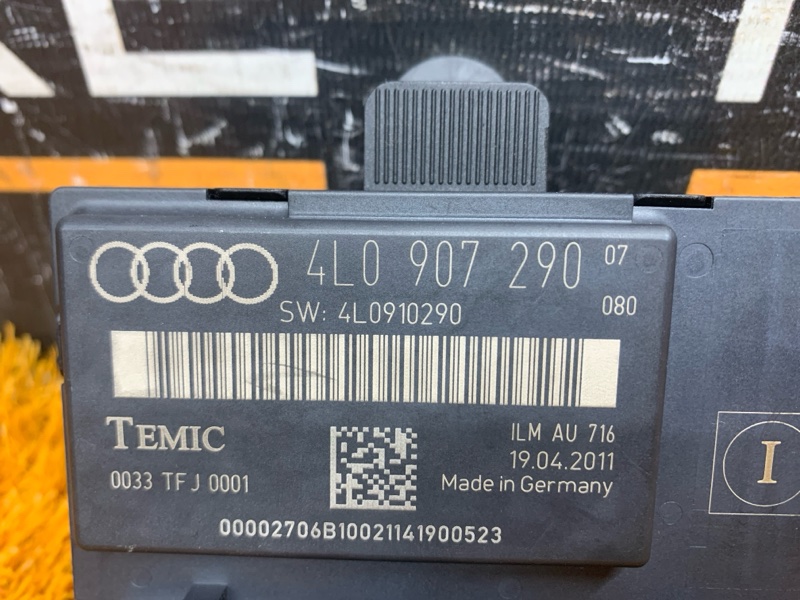 4L0 907 290 07
SW: 4L0910290 080
TEMIC
ILM AU 716
19.04.2011
0033 TFJ 0001
Made in Germany
00002706B10021141900523
I